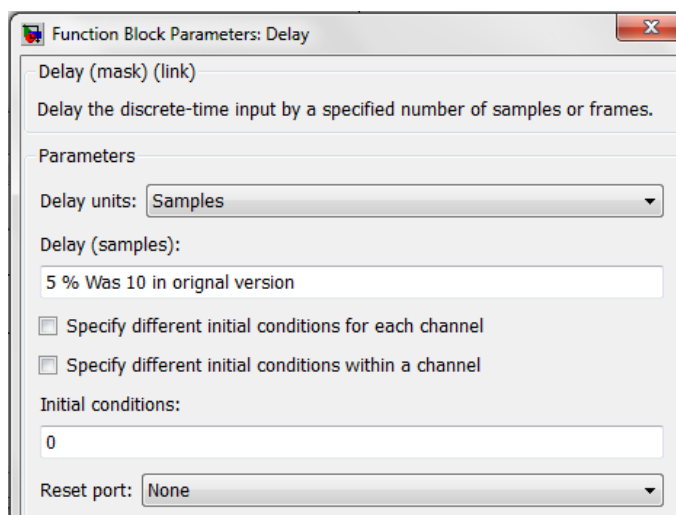 Function Block Parameters: Delay
Delay (mask) (link)
Delay the discrete-time input by a specified number of samples or frames.
Parameters
Delay units: Samples
Delay (samples):
5 % Was 10 in orignal version
Specify different initial conditions for each channel
Specify different initial conditions within a channel
Initial conditions:
0
Reset port: None